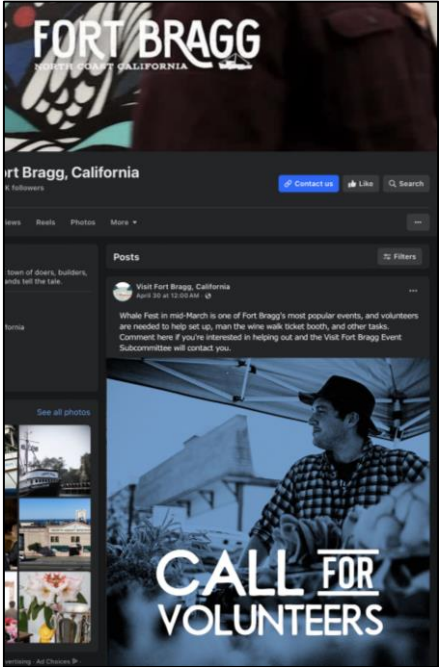 FORT BRAGG
NORTH COAST CALIFORNIA
rt Bragg, California
K followers
Contact us
Like
Search
iews Reels Photos More
Posts
Filters
town of doers, builders,
ands tell the tale.
fornia
Visit Fort Bragg, California
April 30 at 12:00 AM
Whale Fest in mid-March is one of Fort Bragg's most popular events, and volunteers
are needed to help set up, man the wine walk ticket booth, and other tasks.
Comment here if you're interested in helping out and the Visit Fort Bragg Event
Subcommittee will contact you.
See all photos
CALL FOR
VOLUNTEERS
vertising · Ad Choices